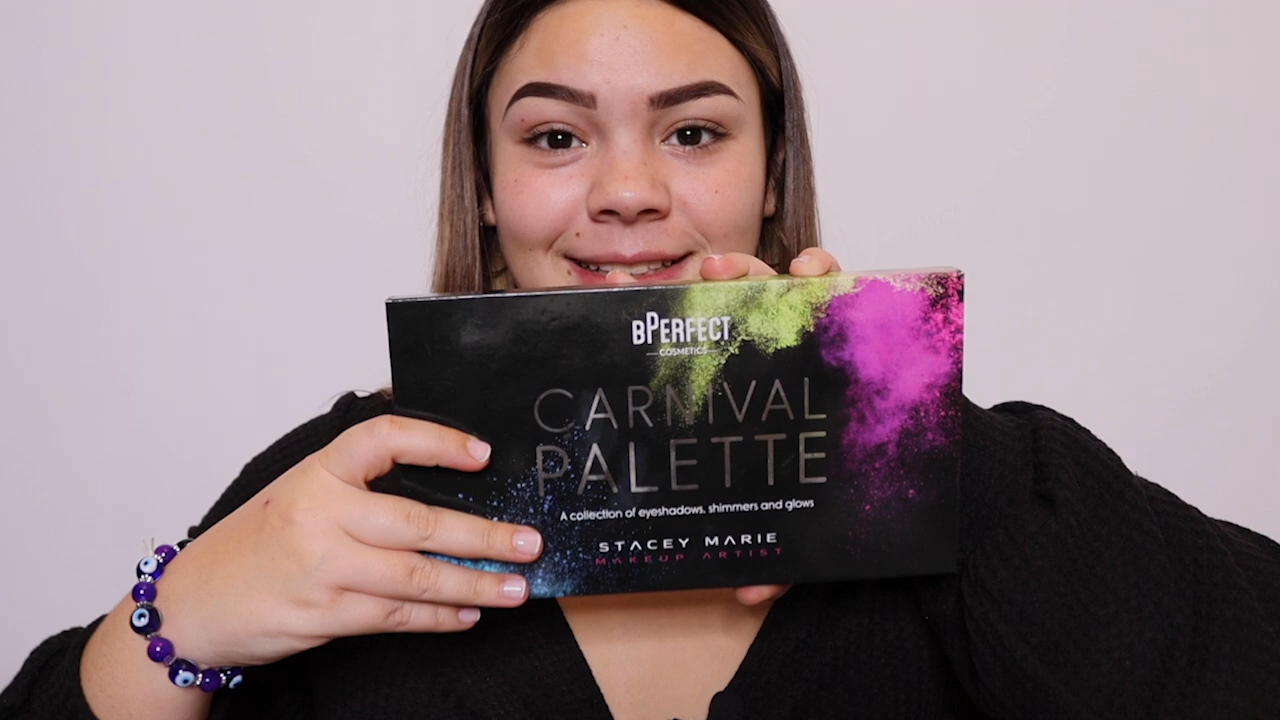 BPERFECT
COSMETICS
CARNIVAL
PALETTE
A collection of eyeshadows, shimmers and glows
STACEY MARIE
MAKEUP ARTIST